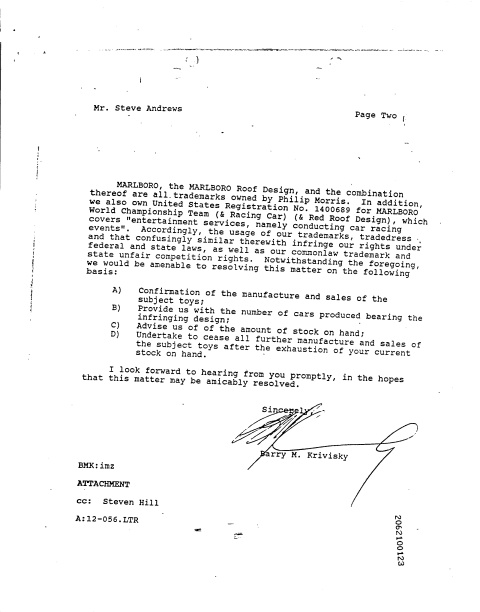 Mr. Steve Andrews
Page Two
MARLBORO, the MARLBORO Roof Design, and the combination
thereof are all trademarks owned by Philip Morris. In addition,
we also own United States Registration No. 1400689 for MARLBORO
World Championship Team (& Racing Car) (& Red Roof Design), which
covers "entertainment services, namely conducting car racing
events". Accordingly, the usage of our trademarks, tradedress
and that confusingly similar therewith infringe our rights under
federal and state laws, as well as our commonlaw trademark and
state unfair competition rights. Notwithstanding the foregoing,
we would be amenable to resolving this matter on the following
basis:
A) Confirmation of the manufacture and sales of the
subject toys;
B) Provide us with the number of cars produced bearing the
infringing design;
C) Advise us of of the amount of stock on hand;
D) Undertake to cease all further manufacture and sales of
the subject toys after the exhaustion of your current
stock on hand.
I look forward to hearing from you promptly, in the hopes
that this matter may be amicably resolved.
Sincerely,
Barry M. Krivisky
BMK:imz
ATTACHMENT
cc: Steven Hill
A:12-056.LTR
2062100123